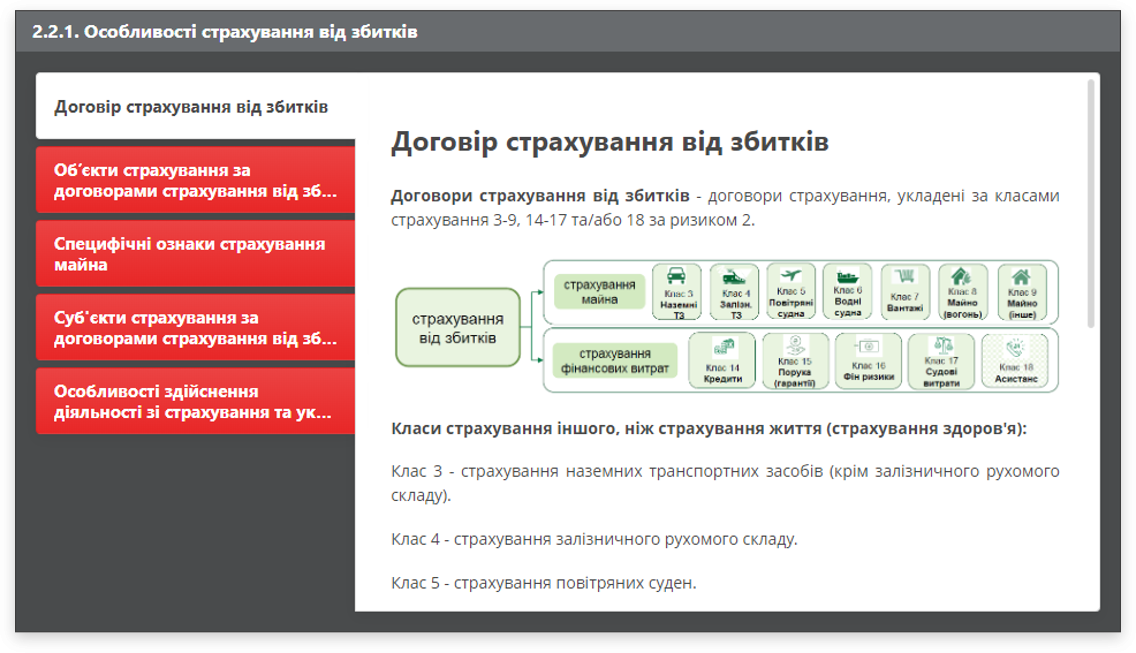 2.2.1. Особливості страхування від збитків
Договір страхування від збитків
Об'єкти страхування за
договорами страхування від зб...
Специфічні ознаки страхування
майна
Суб'єкти страхування за
договорами страхування від зб...
Особливості здійснення
діяльності зі страхування та ук...
Договір страхування від збитків
Договори страхування від збитків - договори страхування, укладені за класами
страхування 3-9, 14-17 та/або 18 за ризиком 2.
страхування
від збитків
страхування
майна
Клас 3
Наземні
ТЗ
Клас 4
Залізн.
ТЗ
Клас 5
Повітряні
судна
Клас 6
Водні
судна
Клас 7
Вантажі
Клас 8
Майно
(вогонь)
Клас 9
Майно
(інше)
страхування
фінансових витрат
Клас 14
Кредити
Клас 15
Порука
(гарантії)
Клас 16
Фін ризики
Клас 17
Судові
витрати
Клас 18
Асистанс
Класи страхування іншого, ніж страхування життя (страхування здоров'я):
Клас 3 - страхування наземних транспортних засобів (крім залізничного рухомого
складу).
Клас 4 - страхування залізничного рухомого складу.
Клас 5 - страхування повітряних суден.